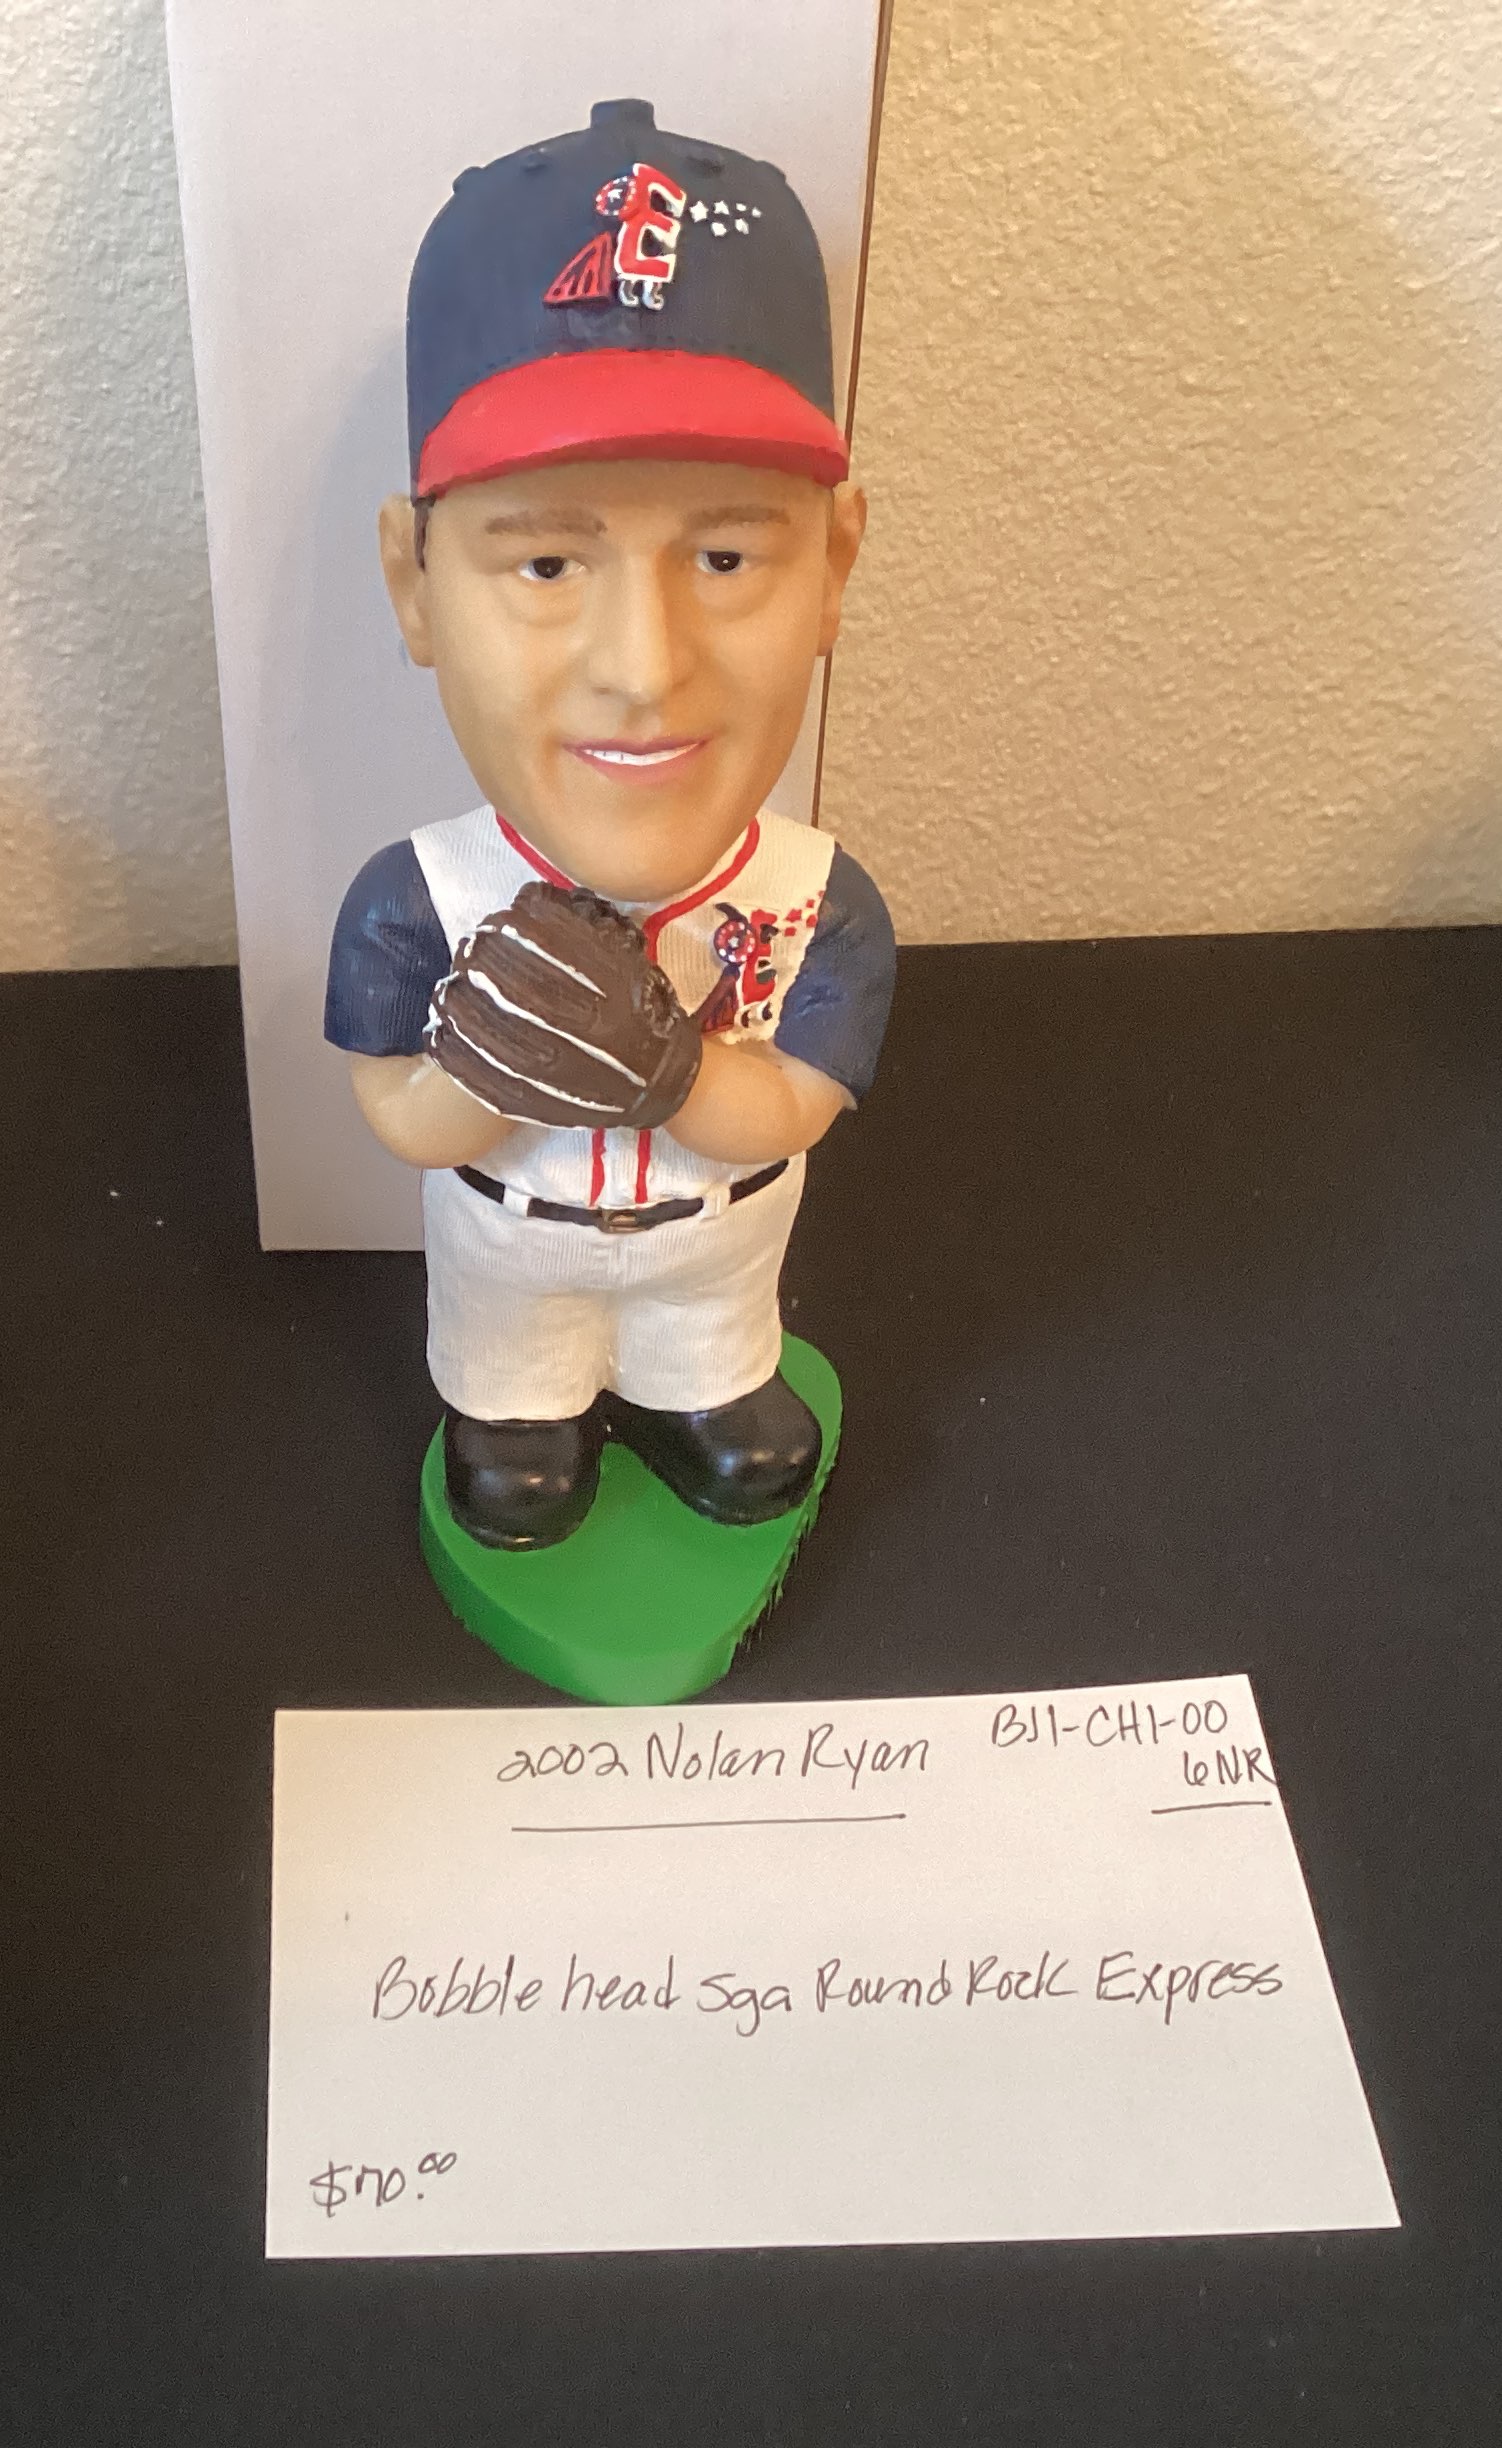 E
E
2002 Nolan Ryan
BJ1-CH1-00
6NR
Bobble head Sga Round Rock Express
$70.00